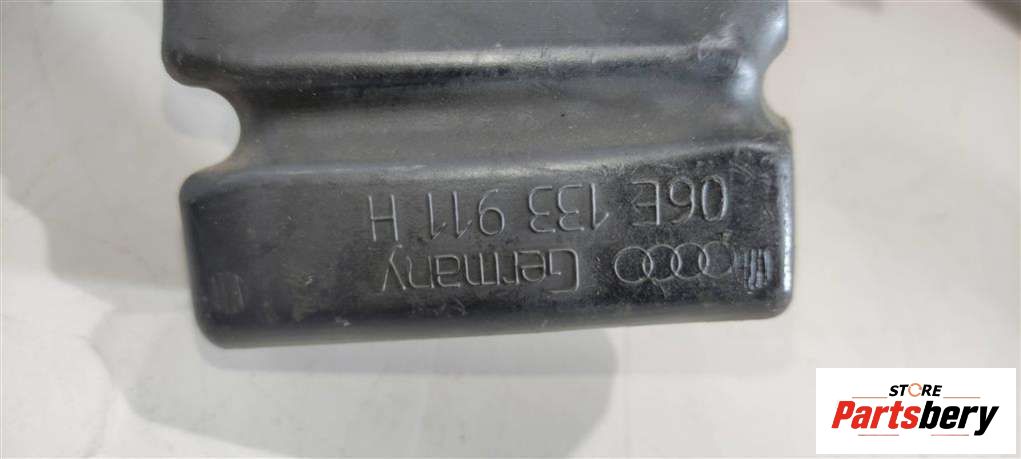 06E 133 911 H
Germany
STORE
Partsbery